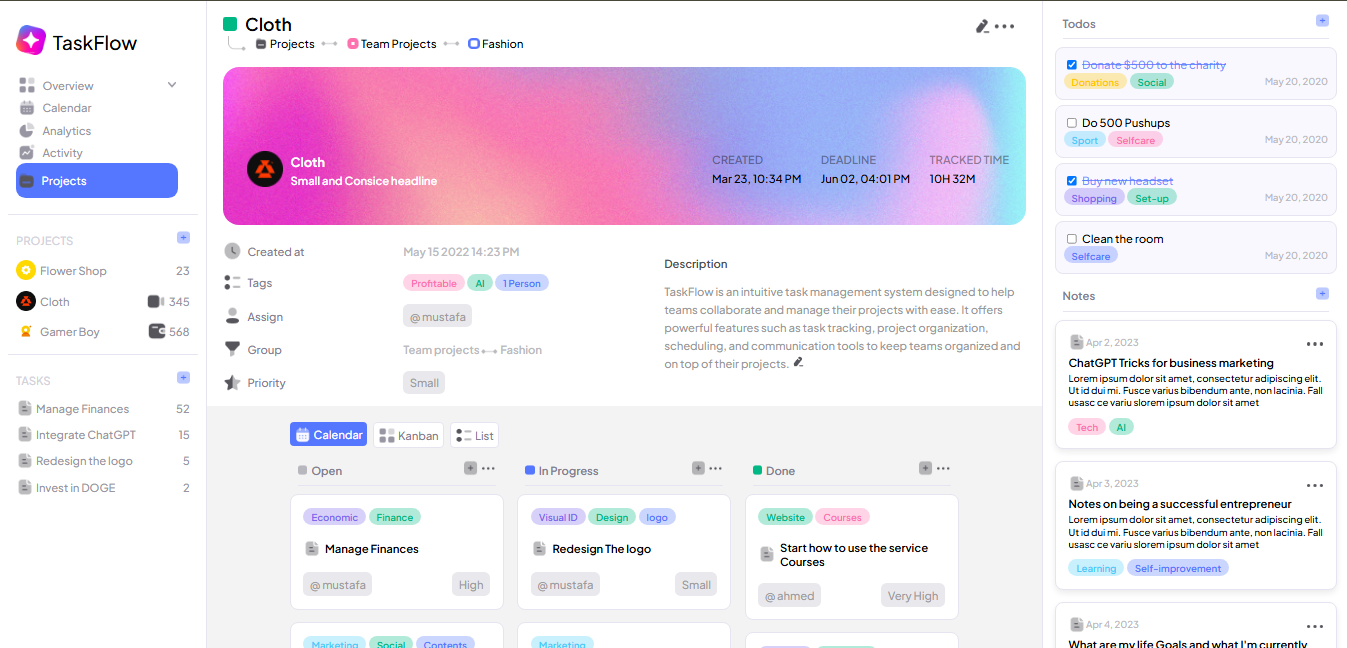 TaskFlow
Overview
Calendar
Analytics
Activity
Projects
PROJECTS
Flower Shop 23
Cloth 345
Gamer Boy 568
TASKS
Manage Finances 52
Integrate ChatGPT 15
Redesign the logo 5
Invest in DOGE 2
Cloth
Projects Team Projects Fashion
Cloth
Small and Consice headline
CREATED DEADLINE TRACKED TIME
Mar 23, 10:34 PM Jun 02, 04:01 PM 10H 32M
Created at May 15 2022 14:23 PM
Tags Profitable AI 1 Person
Assign @mustafa
Group Team projects Fashion
Priority Small
Description
TaskFlow is an intuitive task management system designed to help
teams collaborate and manage their projects with ease. It offers
powerful features such as task tracking, project organization,
scheduling, and communication tools to keep teams organized and
on top of their projects.
Calendar Kanban List
Open
Economic Finance
Manage Finances
@mustafa High
Marketing Social Contents
In Progress
Visual ID Design logo
Redesign The logo
@mustafa Small
Marketing
Done
Website Courses
Start how to use the service
Courses
@ahmed Very High
Todos
Donate $500 to the charity
Donations Social May 20, 2020
Do 500 Pushups
Sport Selfcare May 20, 2020
Buy new headset
Shopping Set-up May 20, 2020
Clean the room
Selfcare May 20, 2020
Notes
Apr 2, 2023
ChatGPT Tricks for business marketing
Lorem ipsum dolor sit amet, consectetur adipiscing elit.
Ut id dui mi. Fusce varius bibendum ante, non lacinia. Fall
usasc ce variu slorem ipsum dolor sit amet
Tech AI
Apr 3, 2023
Notes on being a successful entrepreneur
Lorem ipsum dolor sit amet, consectetur adipiscing elit.
Ut id dui mi. Fusce varius bibendum ante, non lacinia. Fall
usasc ce variu slorem ipsum dolor sit amet
Learning Self-improvement
Apr 4, 2023
What are my life Goals and what I'm currently